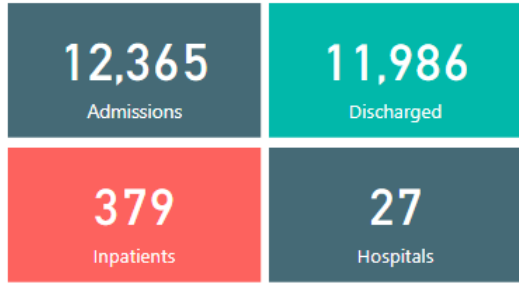 12,365
Admissions
11,986
Discharged
379
Inpatients
27
Hospitals